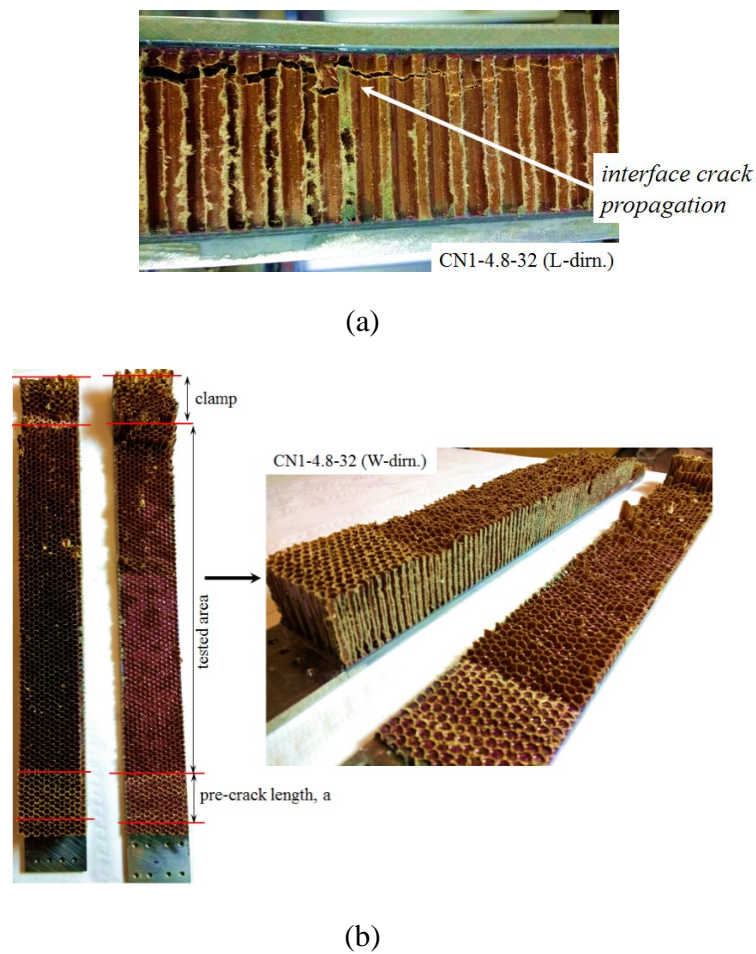 interface crack
propagation
CN1-4.8-32 (L-dirn.)
(a)
clamp
CN1-4.8-32 (W-dirn.)
tested area
pre-crack length, a
(b)